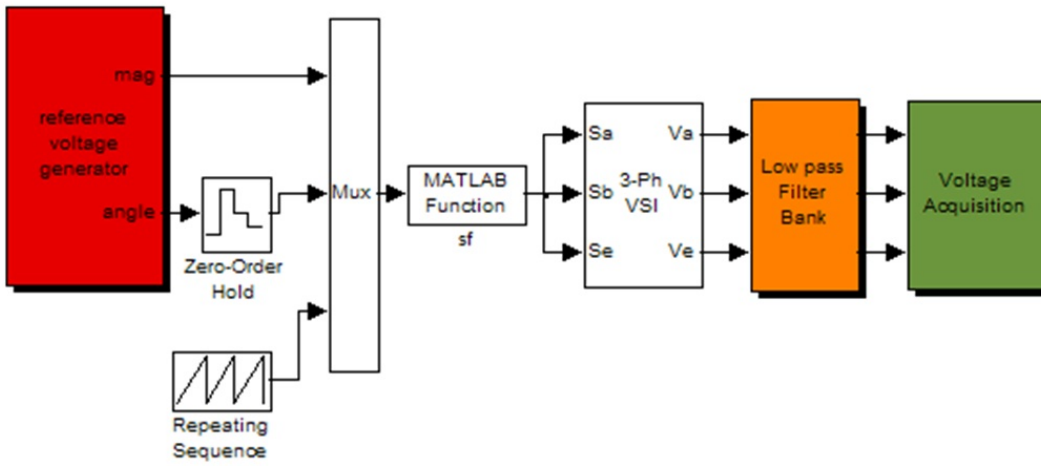 mag
reference
voltage
generator
angle
Zero-Order
Hold
Repeating
Sequence
Mux
MATLAB
Function
sf
Sa
Sb
Se
3-Ph
VSI
Va
Vb
Ve
Low pass
Filter
Bank
Voltage
Acquisition